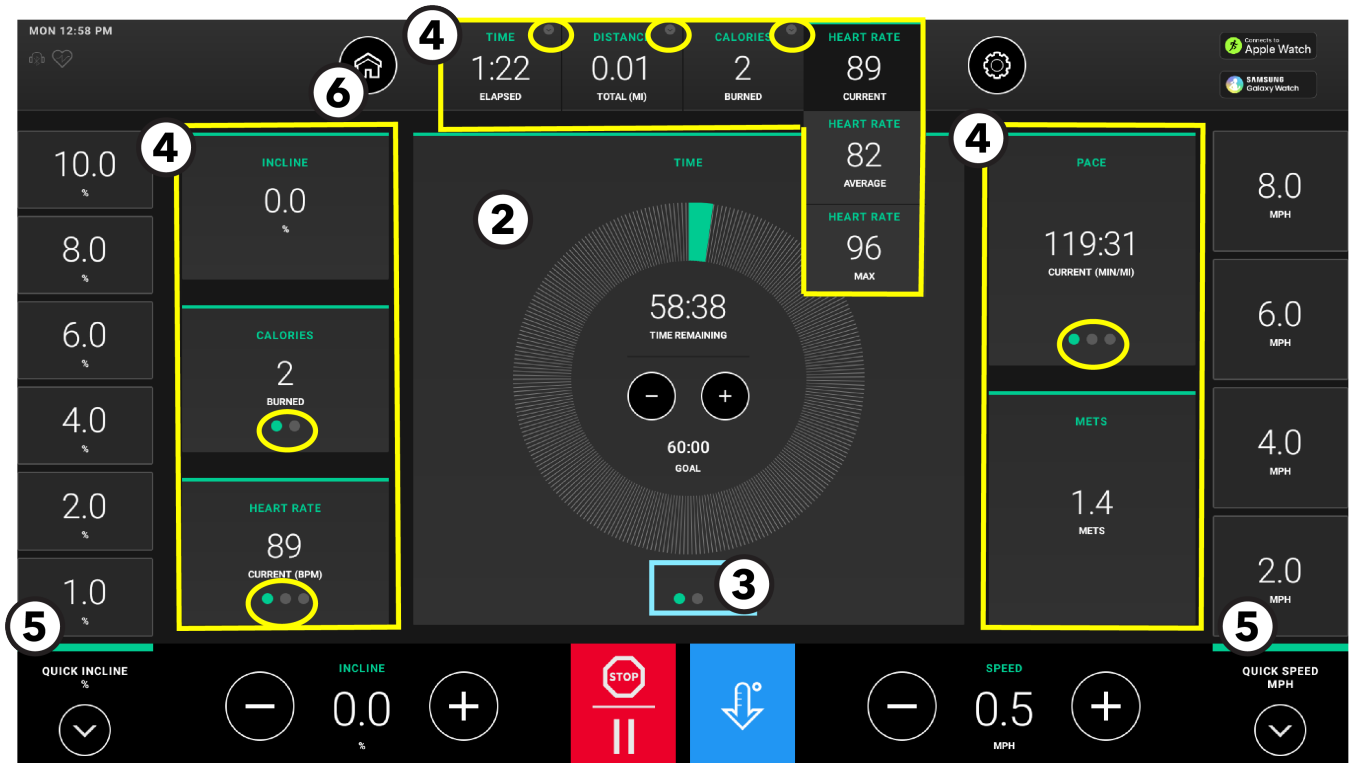 MON 12:58 PM
4
TIME
1:22
ELAPSED
DISTANC
0.01
TOTAL (MI)
CALORIES
2
BURNED
HEART RATE
89
CURRENT
HEART RATE
82
AVERAGE
HEART RATE
96
MAX
Connects to
Apple Watch
SAMSUNG
Galaxy Watch
6
10.0
%
8.0
%
6.0
%
4.0
%
2.0
%
1.0
%
5
QUICK INCLINE
%
4
INCLINE
0.0
%
CALORIES
2
BURNED
HEART RATE
89
CURRENT (BPM)
2
TIME
58:38
TIME REMAINING
−
+
60:00
GOAL
3
4
PACE
119:31
CURRENT (MIN/MI)
METS
1.4
METS
8.0
MPH
6.0
MPH
4.0
MPH
2.0
MPH
5
QUICK SPEED
MPH
INCLINE
− 0.0 +
%
STOP
SPEED
− 0.5 +
MPH